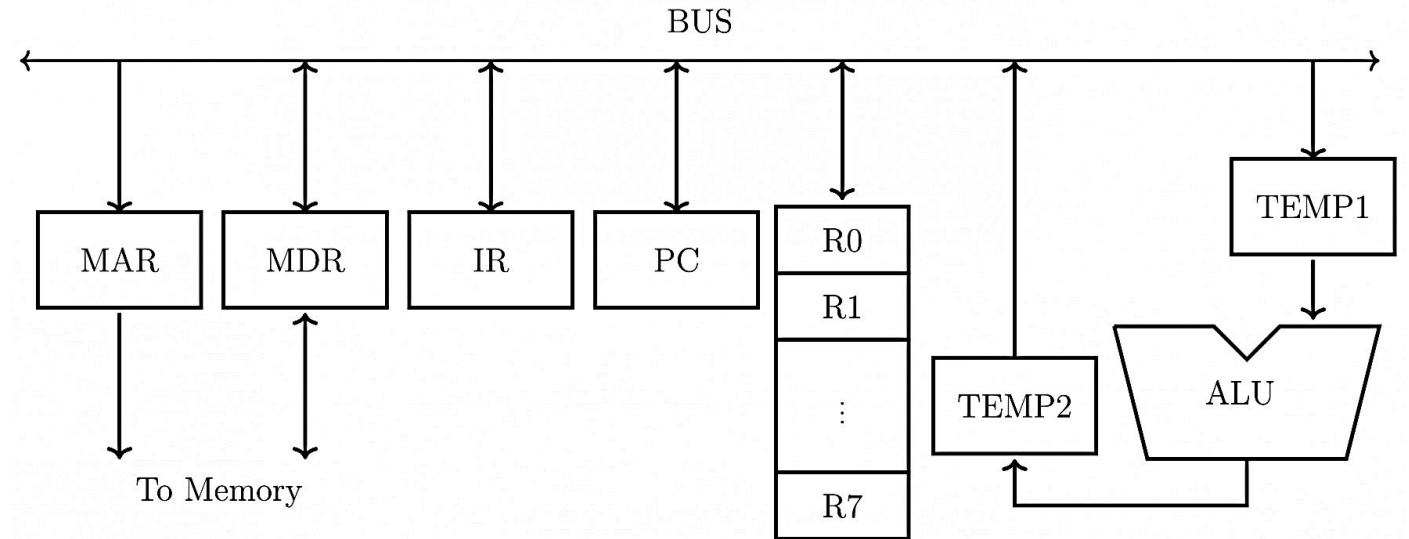 BUS
MAR
MDR
IR
PC
R0
R1
⋮
R7
TEMP1
TEMP2
ALU
To Memory